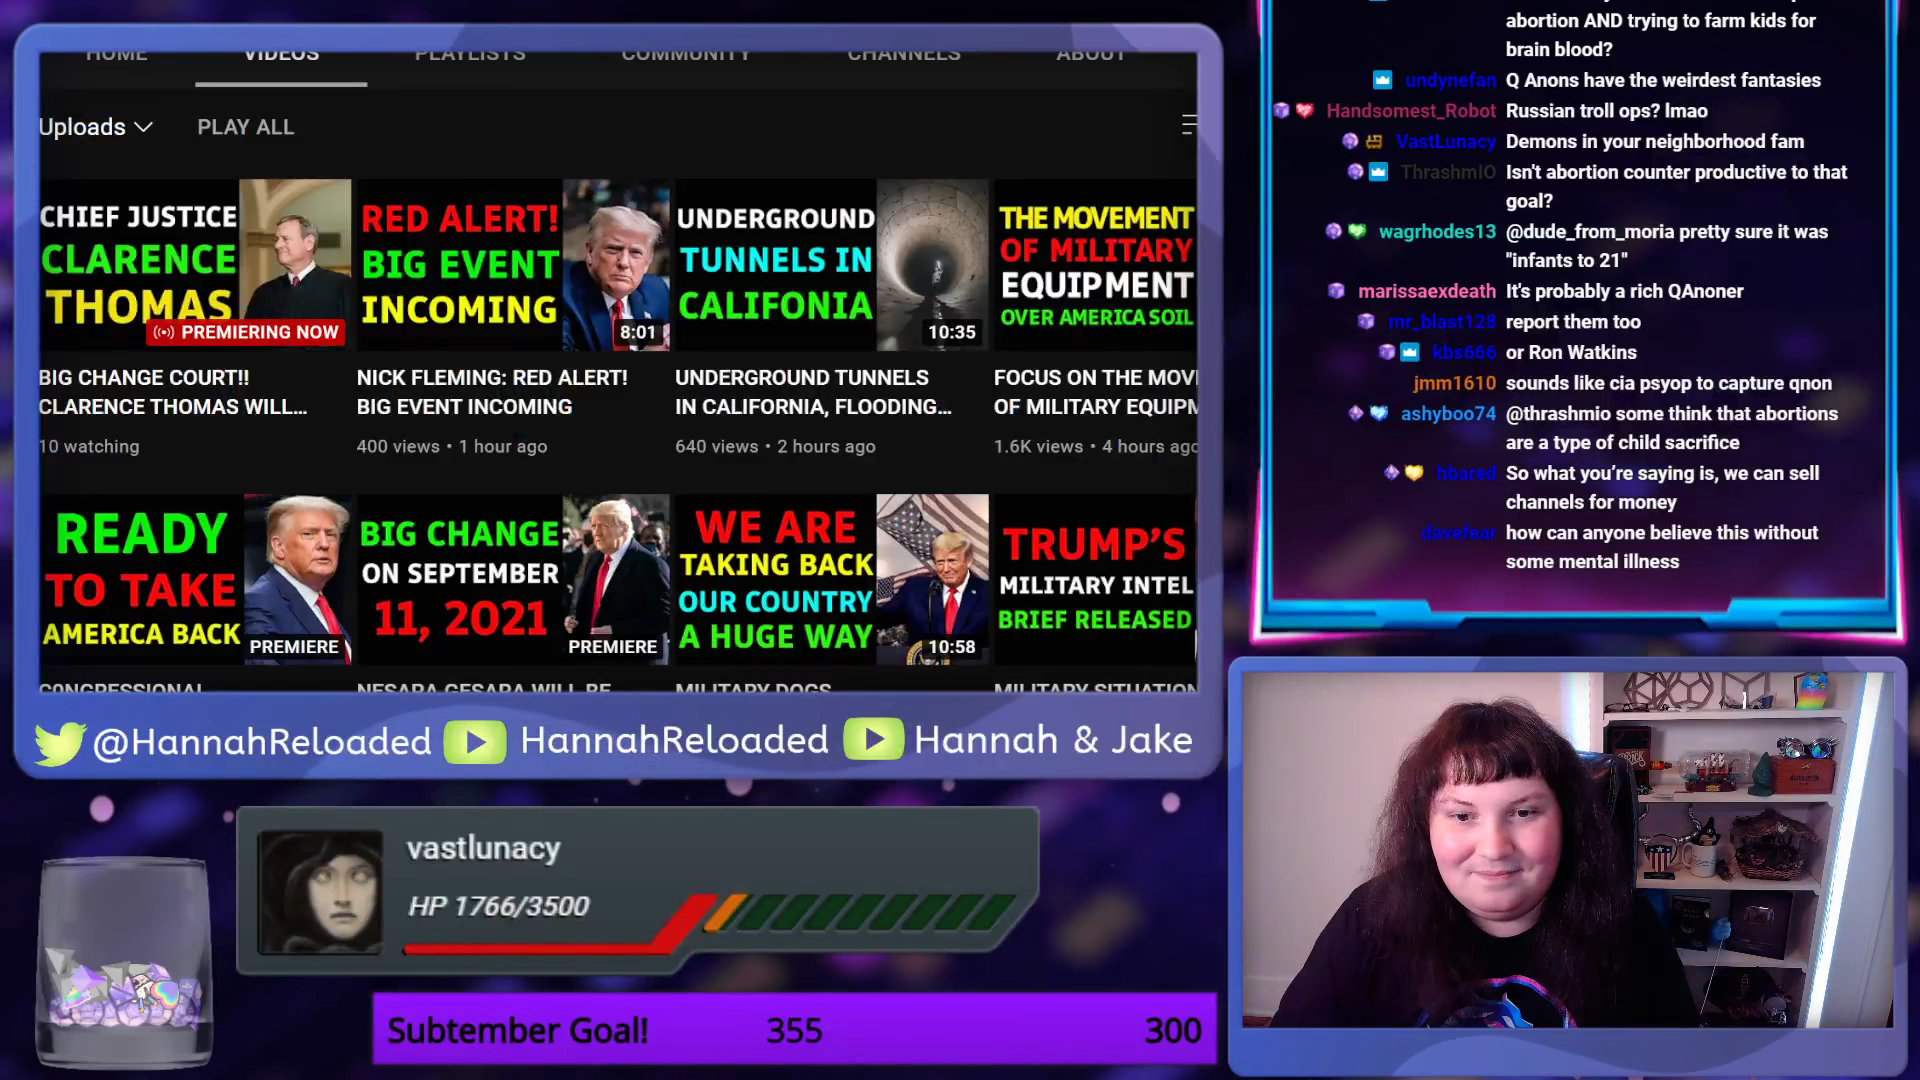 HOME VIDEOS PLAYLISTS COMMUNITY CHANNELS ABOUT
Uploads PLAY ALL
CHIEF JUSTICE
CLARENCE
THOMAS
PREMIERING NOW
BIG CHANGE COURT!!
CLARENCE THOMAS WILL...
10 watching
RED ALERT!
BIG EVENT
INCOMING
8:01
NICK FLEMING: RED ALERT!
BIG EVENT INCOMING
400 views • 1 hour ago
UNDERGROUND
TUNNELS IN
CALIFONIA
10:35
UNDERGROUND TUNNELS
IN CALIFORNIA, FLOODING...
640 views • 2 hours ago
THE MOVEMENT
OF MILITARY
EQUIPMENT
OVER AMERICA SOIL
FOCUS ON THE MOV
OF MILITARY EQUIP
1.6K views • 4 hours ago
READY
TO TAKE
AMERICA BACK
PREMIERE
CONGRESSIONAL
BIG CHANGE
ON SEPTEMBER
11, 2021
PREMIERE
NESARA GESARA WILL BE
WE ARE
TAKING BACK
OUR COUNTRY
A HUGE WAY
10:58
MILITARY DOGS
TRUMP'S
MILITARY INTEL
BRIEF RELEASED
MILITARY SITUATION
@HannahReloaded HannahReloaded Hannah & Jake
vastlunacy
HP 1766/3500
Subtember Goal! 355 300
abortion AND trying to farm kids for
brain blood?
undynefan Q Anons have the weirdest fantasies
Handsomest_Robot Russian troll ops? lmao
VastLunacy Demons in your neighborhood fam
ThrashmIO Isn't abortion counter productive to that
goal?
wagrhodes13 @dude_from_moria pretty sure it was
"infants to 21"
marissaexdeath It's probably a rich QAnoner
mr_blast128 report them too
kbs666 or Ron Watkins
jmm1610 sounds like cia psyop to capture qnon
ashyboo74 @thrashmio some think that abortions
are a type of child sacrifice
hbared So what you’re saying is, we can sell
channels for money
davefear how can anyone believe this without
some mental illness